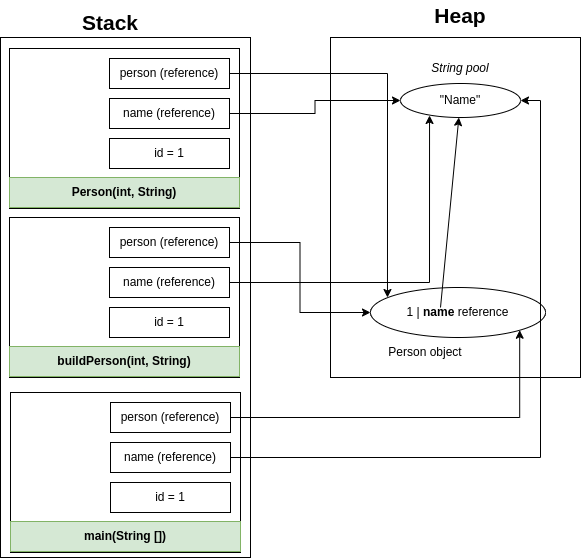 Stack
person (reference)
name (reference)
id = 1
Person(int, String)
person (reference)
name (reference)
id = 1
buildPerson(int, String)
person (reference)
name (reference)
id = 1
main(String [])
Heap
String pool
"Name"
1 | name reference
Person object